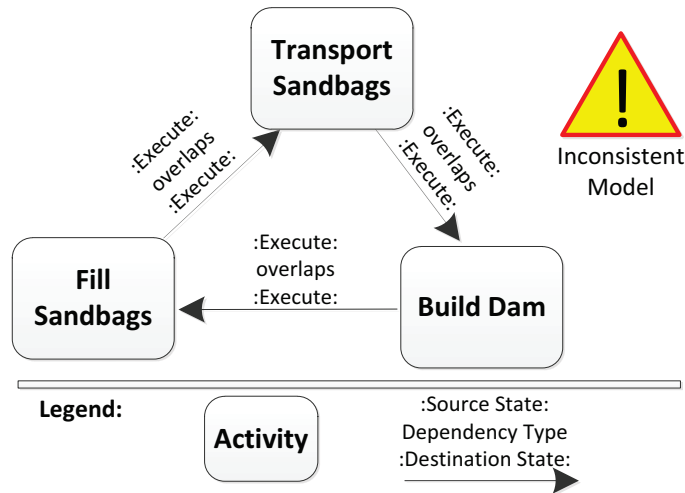 Transport
Sandbags
!
Inconsistent
Model
:Execute:
overlaps
:Execute:
:Execute:
overlaps
:Execute:
:Execute:
overlaps
:Execute:
Fill
Sandbags
Build Dam
Legend:
Activity
:Source State:
Dependency Type
:Destination State: